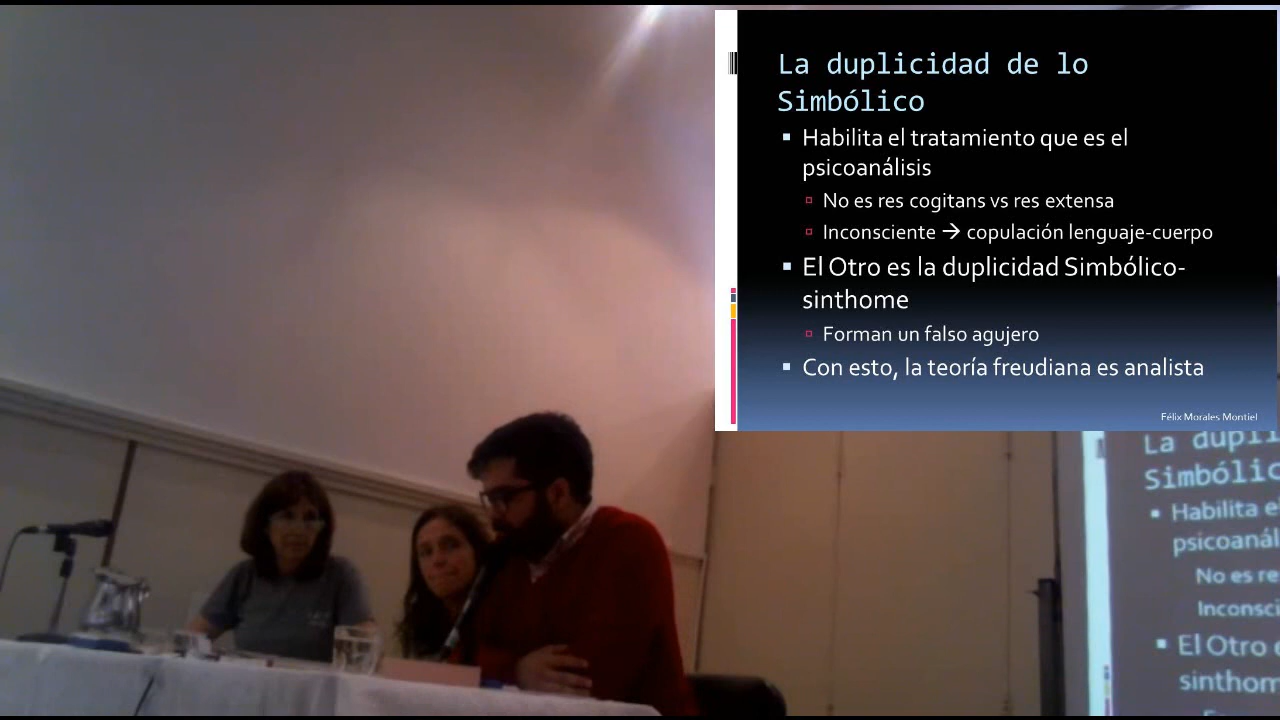 La duplicidad de lo
Simbólico
▪ Habilita el tratamiento que es el
psicoanálisis
▫ No es res cogitans vs res extensa
▫ Inconsciente → copulación lenguaje-cuerpo
▪ El Otro es la duplicidad Simbólico-
sinthome
▫ Forman un falso agujero
▪ Con esto, la teoría freudiana es analista
Félix Morales Montiel
La dupli
Simbólic
▪ Habilita e
psicoanál
No es re
Inconsci
▪ El Otro
sinthom